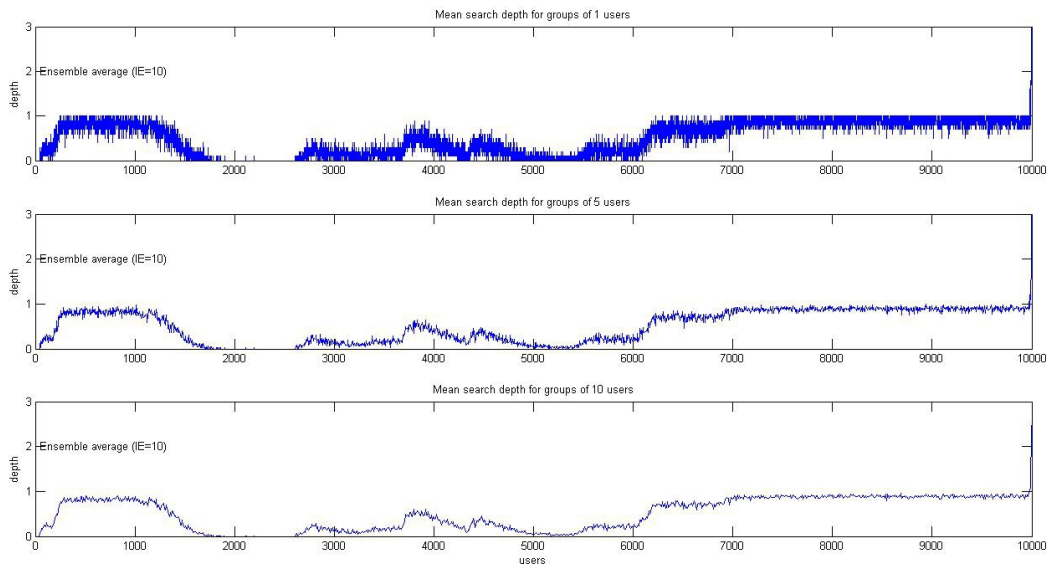 Mean search depth for groups of 1 users
3
2
1
0
depth
Ensemble average (IE=10)
0 1000 2000 3000 4000 5000 6000 7000 8000 9000 10000
Mean search depth for groups of 5 users
3
2
1
0
depth
Ensemble average (IE=10)
0 1000 2000 3000 4000 5000 6000 7000 8000 9000 10000
Mean search depth for groups of 10 users
3
2
1
0
depth
Ensemble average (IE=10)
0 1000 2000 3000 4000 5000 6000 7000 8000 9000 10000
users